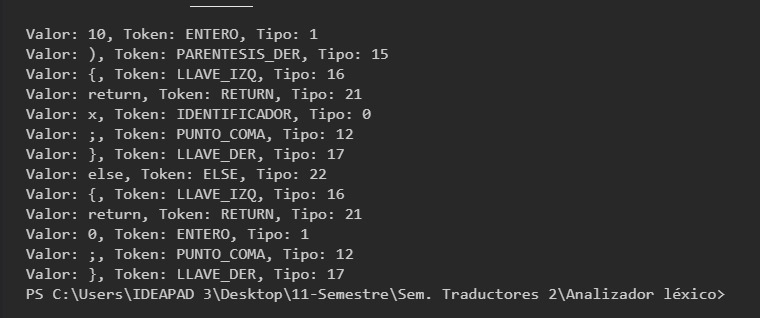 Valor: 10, Token: ENTERO, Tipo: 1
Valor: ), Token: PARENTESIS_DER, Tipo: 15
Valor: {, Token: LLAVE_IZQ, Tipo: 16
Valor: return, Token: RETURN, Tipo: 21
Valor: x, Token: IDENTIFICADOR, Tipo: 0
Valor: ;, Token: PUNTO_COMA, Tipo: 12
Valor: }, Token: LLAVE_DER, Tipo: 17
Valor: else, Token: ELSE, Tipo: 22
Valor: {, Token: LLAVE_IZQ, Tipo: 16
Valor: return, Token: RETURN, Tipo: 21
Valor: 0, Token: ENTERO, Tipo: 1
Valor: ;, Token: PUNTO_COMA, Tipo: 12
Valor: }, Token: LLAVE_DER, Tipo: 17
PS C:\Users\IDEAPAD 3\Desktop\11-Semestre\Sem. Traductores 2\Analizador léxico>